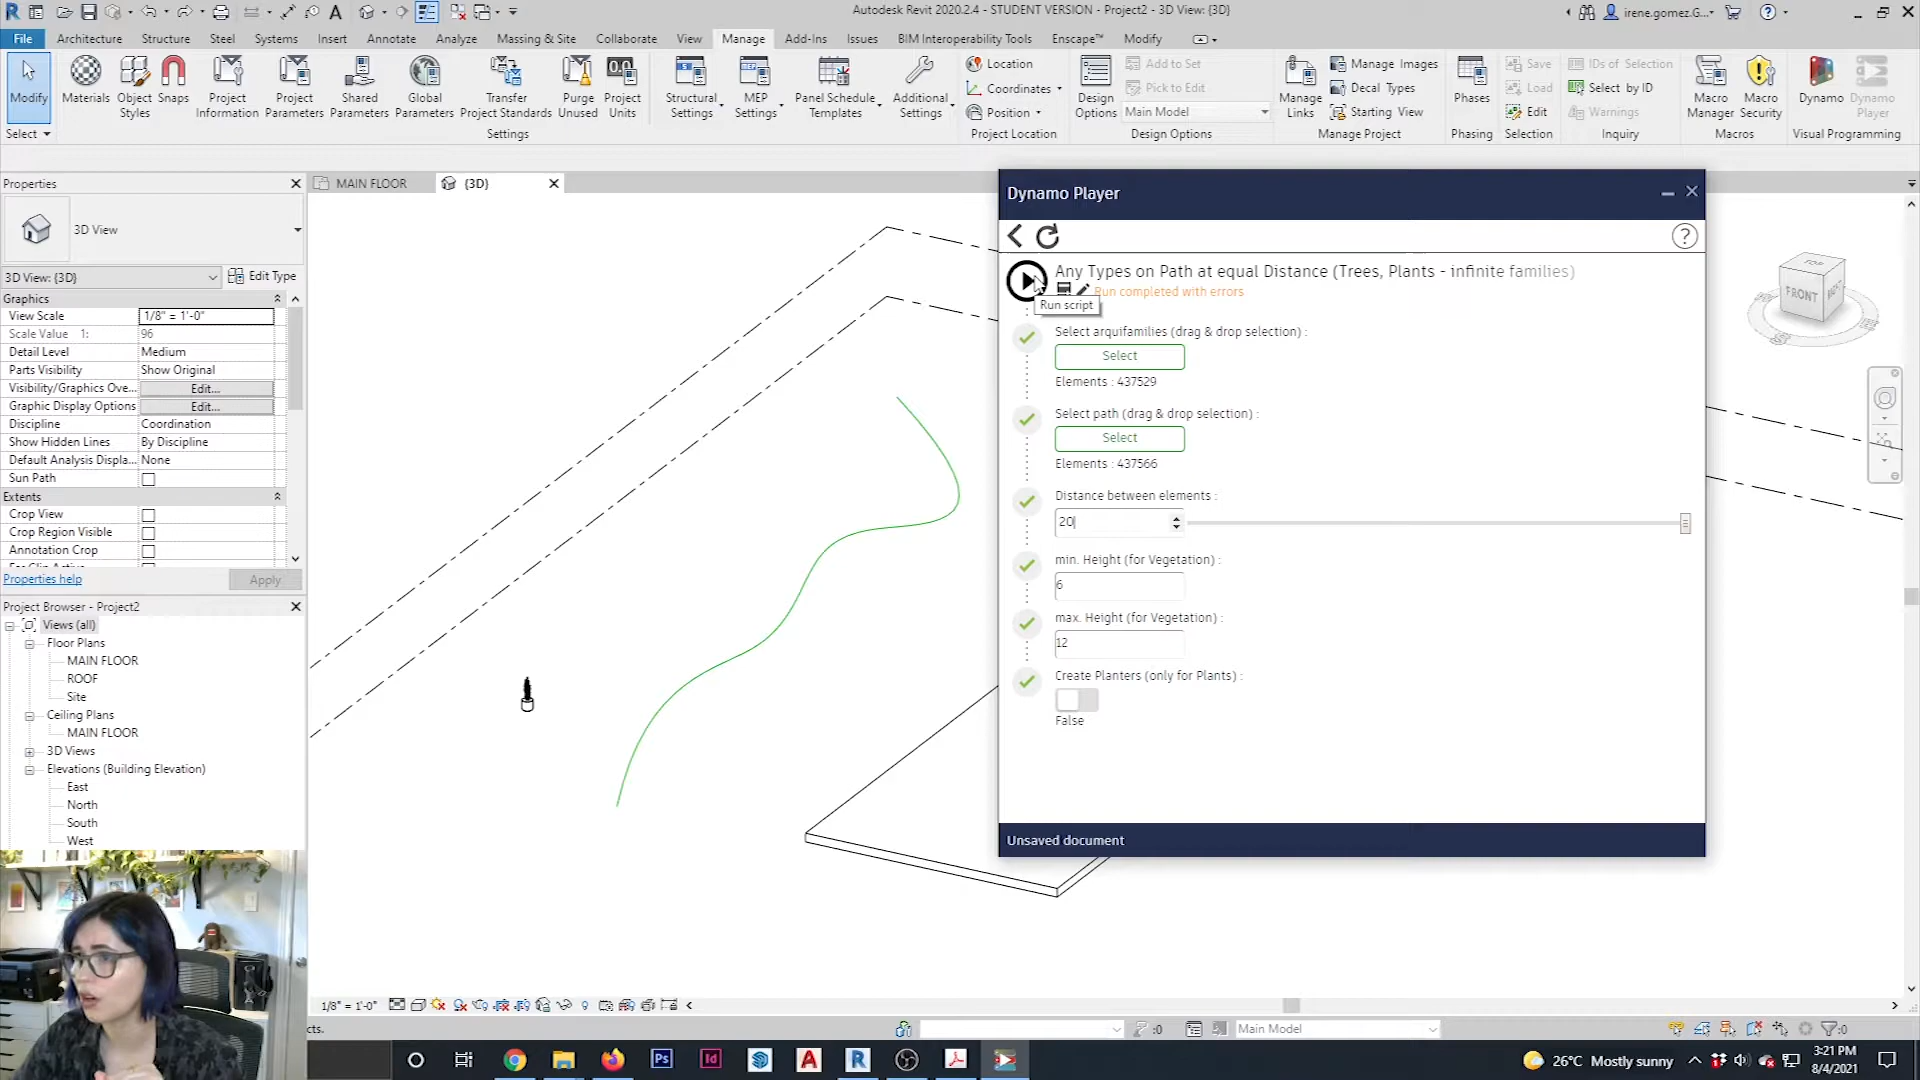 Autodesk Revit 2020.2.4 - STUDENT VERSION - Project2 - 3D View: {3D}
irene.gomez.G...
File
Architecture
Structure
Steel
Systems
Insert
Annotate
Analyze
Massing & Site
Collaborate
View
Manage
Add-Ins
Issues
BIM Interoperability Tools
Enscape™
Modify
Modify
Materials
Object Styles
Snaps
Project Information
Project Parameters
Shared Parameters
Global Parameters
Transfer Project Standards
Purge Unused
Project Units
Structural Settings
MEP Settings
Panel Schedule Templates
Additional Settings
Location
Coordinates
Position
Design Options
Add to Set
Pick to Edit
Main Model
Manage Links
Manage Images
Decal Types
Starting View
Phases
Save
Load
Edit
IDs of Selection
Select by ID
Warnings
Macro Manager
Macro Security
Dynamo
Dynamo Player
Select
Settings
Project Location
Design Options
Manage Project
Phasing
Selection
Inquiry
Macros
Visual Programming
Properties
3D View
3D View: {3D}
Edit Type
Graphics
View Scale 1/8" = 1'-0"
Scale Value 1: 96
Detail Level Medium
Parts Visibility Show Original
Visibility/Graphics Ove... Edit...
Graphic Display Options Edit...
Discipline Coordination
Show Hidden Lines By Discipline
Default Analysis Displa... None
Sun Path
Extents
Crop View
Crop Region Visible
Annotation Crop
Properties help
Apply
Project Browser - Project2
Views (all)
Floor Plans
MAIN FLOOR
ROOF
Site
Ceiling Plans
MAIN FLOOR
3D Views
Elevations (Building Elevation)
East
North
South
West
MAIN FLOOR
{3D}
Dynamo Player
Any Types on Path at equal Distance (Trees, Plants - infinite families)
Run completed with errors
Run script
Select arquifamilies (drag & drop selection) :
Select
Elements : 437529
Select path (drag & drop selection) :
Select
Elements : 437566
Distance between elements :
20
min. Height (for Vegetation) :
6
max. Height (for Vegetation) :
12
Create Planters (only for Plants) :
False
Unsaved document
TOP
FRONT
1/8" = 1'-0"
cts.
:0
Main Model
:0
Ps
Id
A
R
26°C Mostly sunny
3:21 PM
8/4/2021